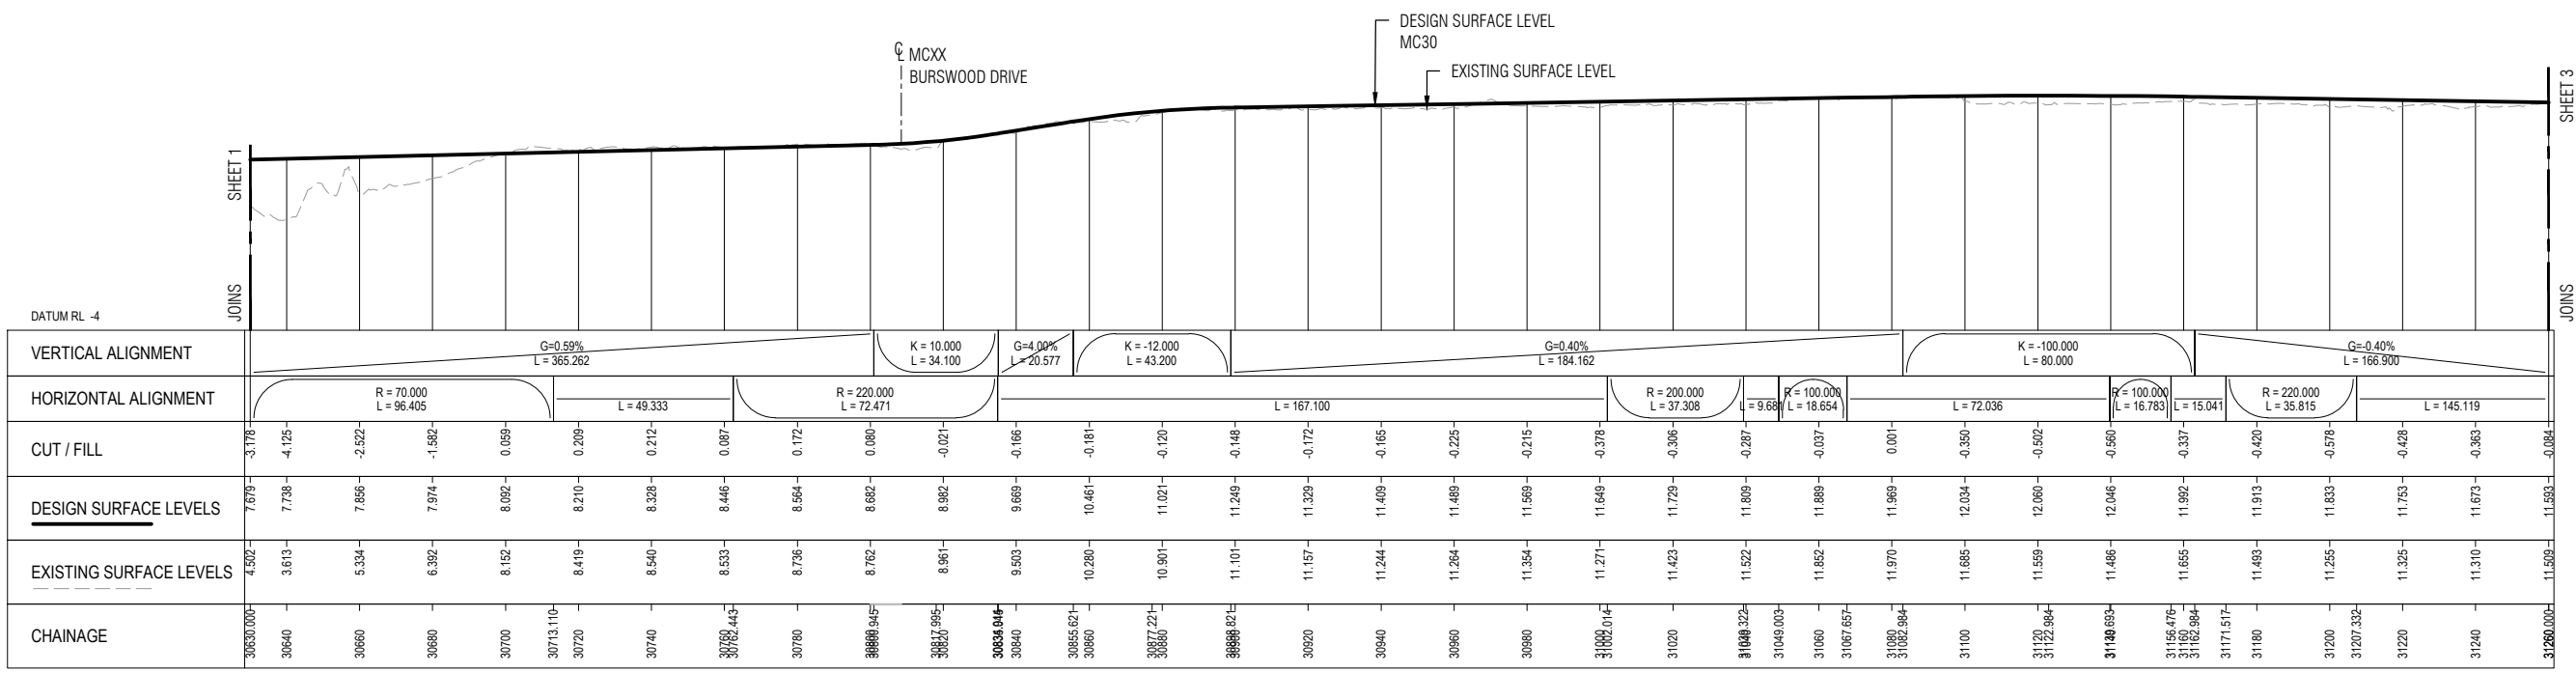 DESIGN SURFACE LEVEL
MC30
EXISTING SURFACE LEVEL
℄ MCXX
BURSWOOD DRIVE
SHEET 1
JOINS
SHEET 3
JOINS
DATUM RL -4
VERTICAL ALIGNMENT
G=0.59%
L = 365.262
K = 10.000
L = 34.100
G=4.00%
L = 20.577
K = -12.000
L = 43.200
G=0.40%
L = 184.162
K = -100.000
L = 80.000
G=-0.40%
L = 166.900
HORIZONTAL ALIGNMENT
R = 70.000
L = 96.405
L = 49.333
R = 220.000
L = 72.471
L = 167.100
R = 200.000
L = 37.308
L = 9.681
R = 100.000
L = 18.654
L = 72.036
R = 100.000
L = 16.783
L = 15.041
R = 220.000
L = 35.815
L = 145.119
CUT / FILL
-3.178 -4.125 -2.522 -1.582 0.059 0.209 0.212 0.087 0.172 0.080 -0.021 -0.166 -0.181 -0.120 -0.148 -0.172 -0.165 -0.225 -0.215 -0.378 -0.306 -0.287 -0.037 0.001 -0.350 -0.502 -0.560 -0.337 -0.420 -0.578 -0.428 -0.363 -0.084
DESIGN SURFACE LEVELS
7.679 7.738 7.856 7.974 8.092 8.210 8.328 8.446 8.564 8.682 8.982 9.669 10.461 11.021 11.249 11.329 11.409 11.489 11.569 11.649 11.729 11.809 11.889 11.969 12.034 12.060 12.046 11.992 11.913 11.833 11.753 11.673 11.593
EXISTING SURFACE LEVELS
4.502 3.613 5.334 6.392 8.152 8.419 8.540 8.533 8.736 8.762 8.961 9.503 10.280 10.901 11.101 11.157 11.244 11.264 11.354 11.271 11.423 11.522 11.852 11.970 11.685 11.559 11.486 11.655 11.493 11.255 11.325 11.310 11.509
CHAINAGE
30630.000 30640 30660 30680 30700 30713.110 30720 30740 30760 30762.443 30780 30817.995 30820 30840 30855.621 30860 30877.221 30880 30920 30940 30960 30980 31000 31002.014 31020 31049.003 31060 31067.657 31080 31082.984 31100 31120 31122.984 31156.476 31160 31162.984 31171.517 31180 31200 31207.332 31220 31240